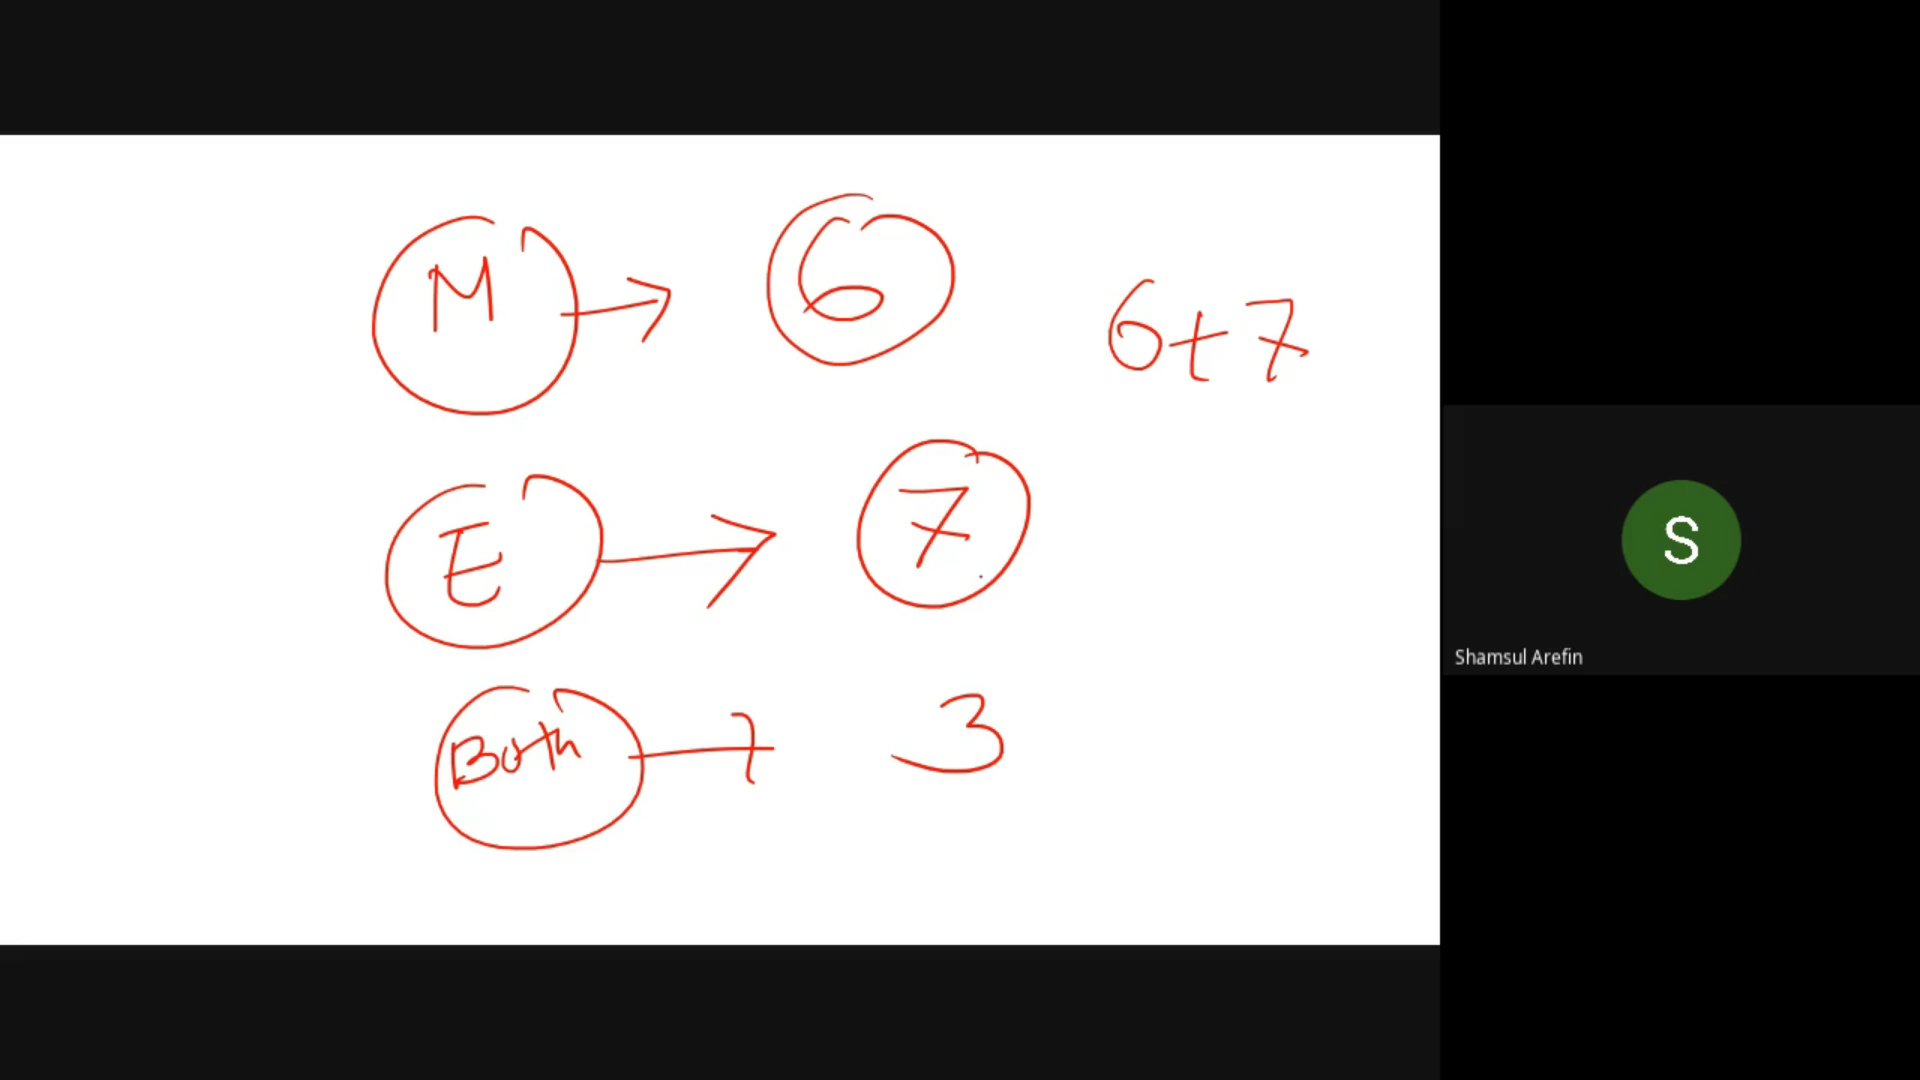 M → 6
6+7
E → 7
Both → 3
S
Shamsul Arefin